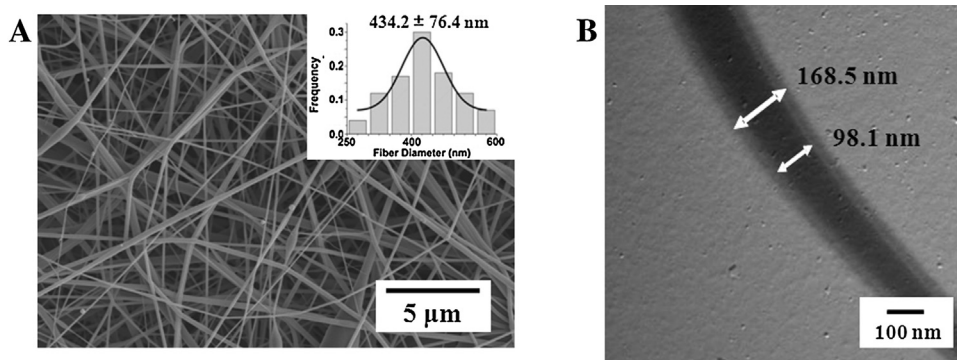 A
434.2 ± 76.4 nm
Frequency
0.3
0.2
0.1
0.0
250
400
600
Fiber Diameter (nm)
5 μm
B
168.5 nm
98.1 nm
100 nm